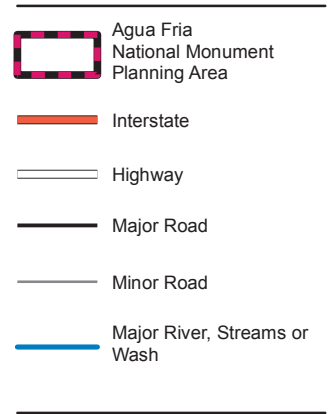 Agua Fria
National Monument
Planning Area
Interstate
Highway
Major Road
Minor Road
Major River, Streams or
Wash